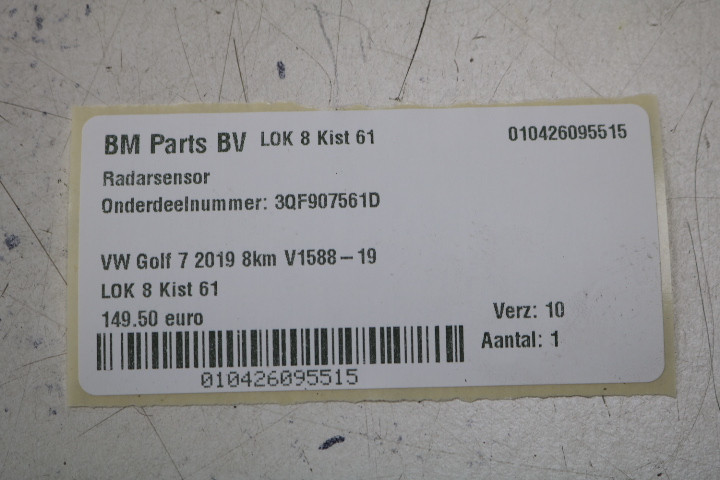 BM Parts BV LOK 8 Kist 61 010426095515
Radarsensor
Onderdeelnummer: 3QF907561D
VW Golf 7 2019 8km V1588-19
LOK 8 Kist 61
149.50 euro
Verz: 10
Aantal: 1
010426095515